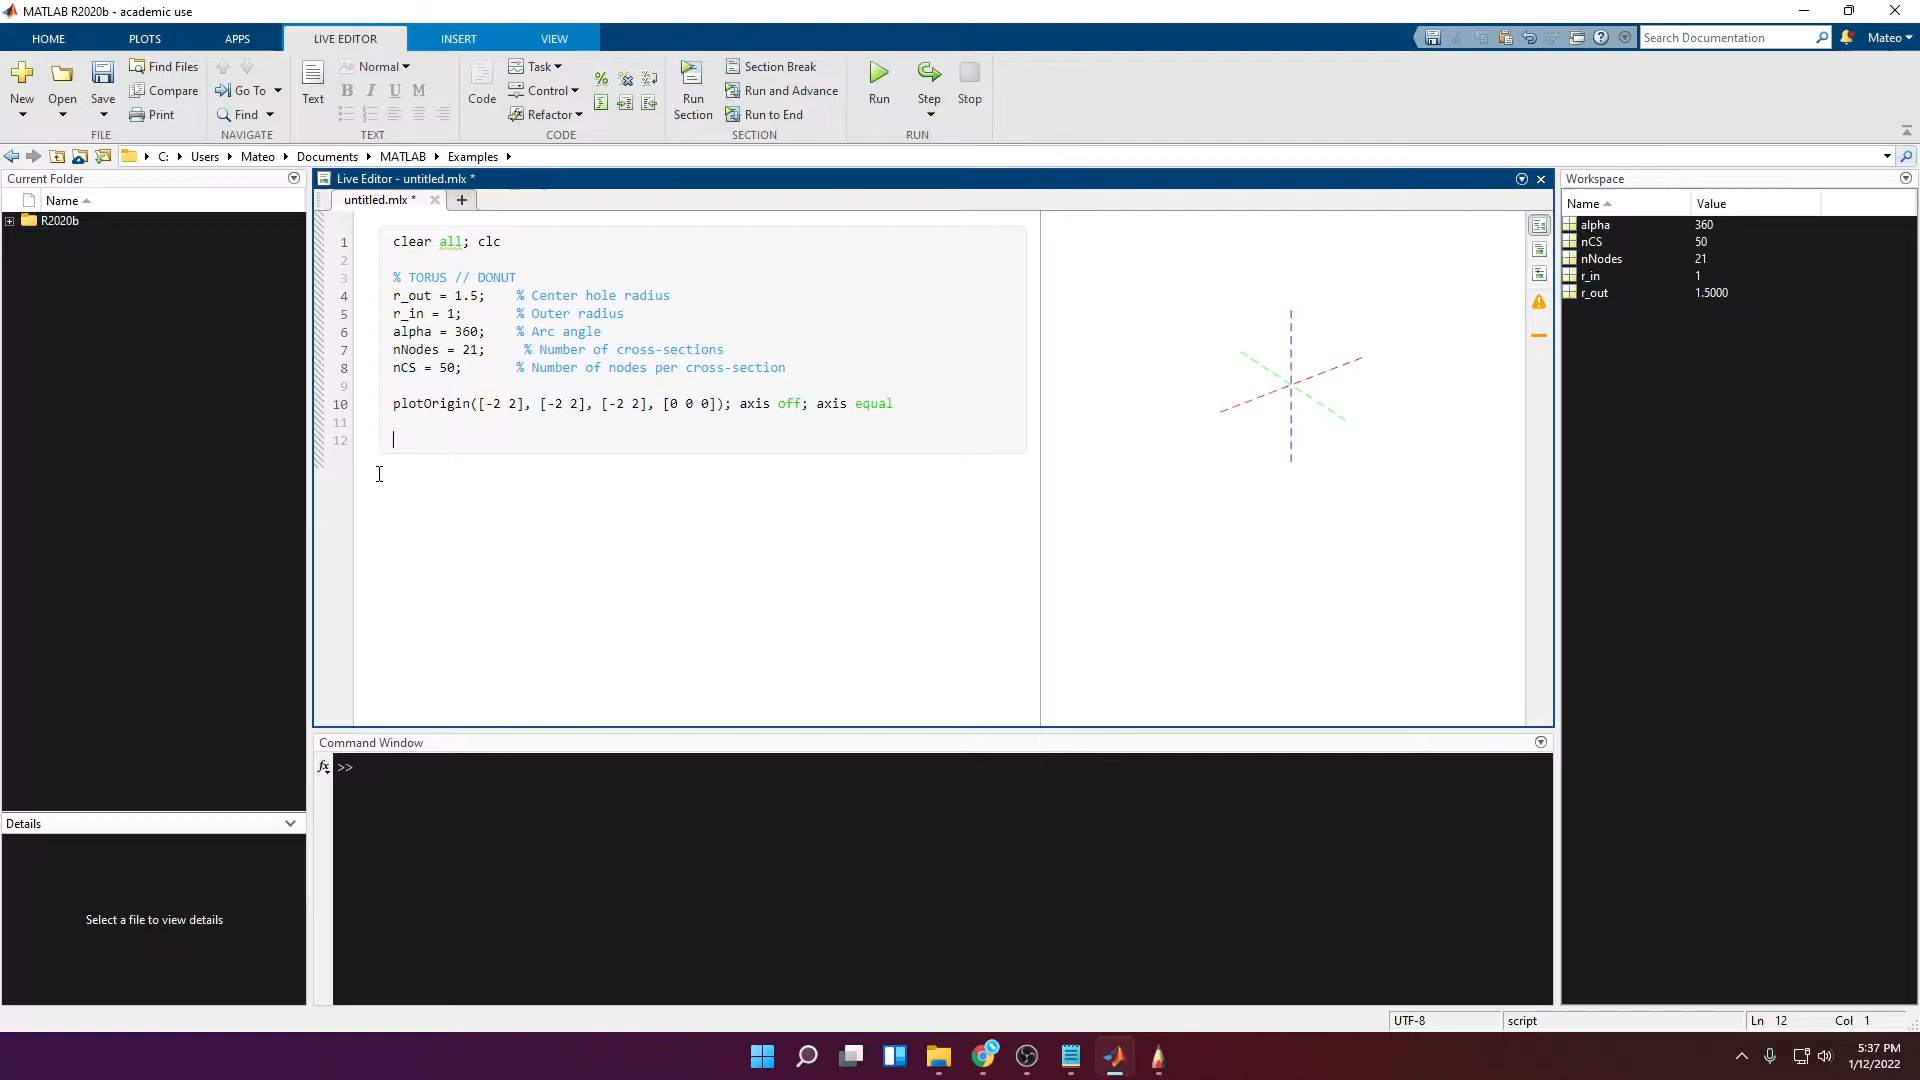 MATLAB R2020b - academic use
HOME PLOTS APPS LIVE EDITOR INSERT VIEW Search Documentation Mateo
New Open Save Find Files Compare Print
FILE
Go To Find
NAVIGATE
Text Aa Normal B I U M
TEXT
Code Task Control Refactor
CODE
Run Section Section Break Run and Advance Run to End
SECTION
Run Step Stop
RUN
C: Users Mateo Documents MATLAB Examples
Current Folder
Name
R2020b
Details
Select a file to view details
Live Editor - untitled.mlx *
untitled.mlx *
1 clear all; clc
2
3 % TORUS // DONUT
4 r_out = 1.5; % Center hole radius
5 r_in = 1; % Outer radius
6 alpha = 360; % Arc angle
7 nNodes = 21; % Number of cross-sections
8 nCS = 50; % Number of nodes per cross-section
9
10 plotOrigin([-2 2], [-2 2], [-2 2], [0 0 0]); axis off; axis equal
11
12
Command Window
fx >>
Workspace
Name Value
alpha 360
nCS 50
nNodes 21
r_in 1
r_out 1.5000
UTF-8 script Ln 12 Col 1
5:37 PM
1/12/2022